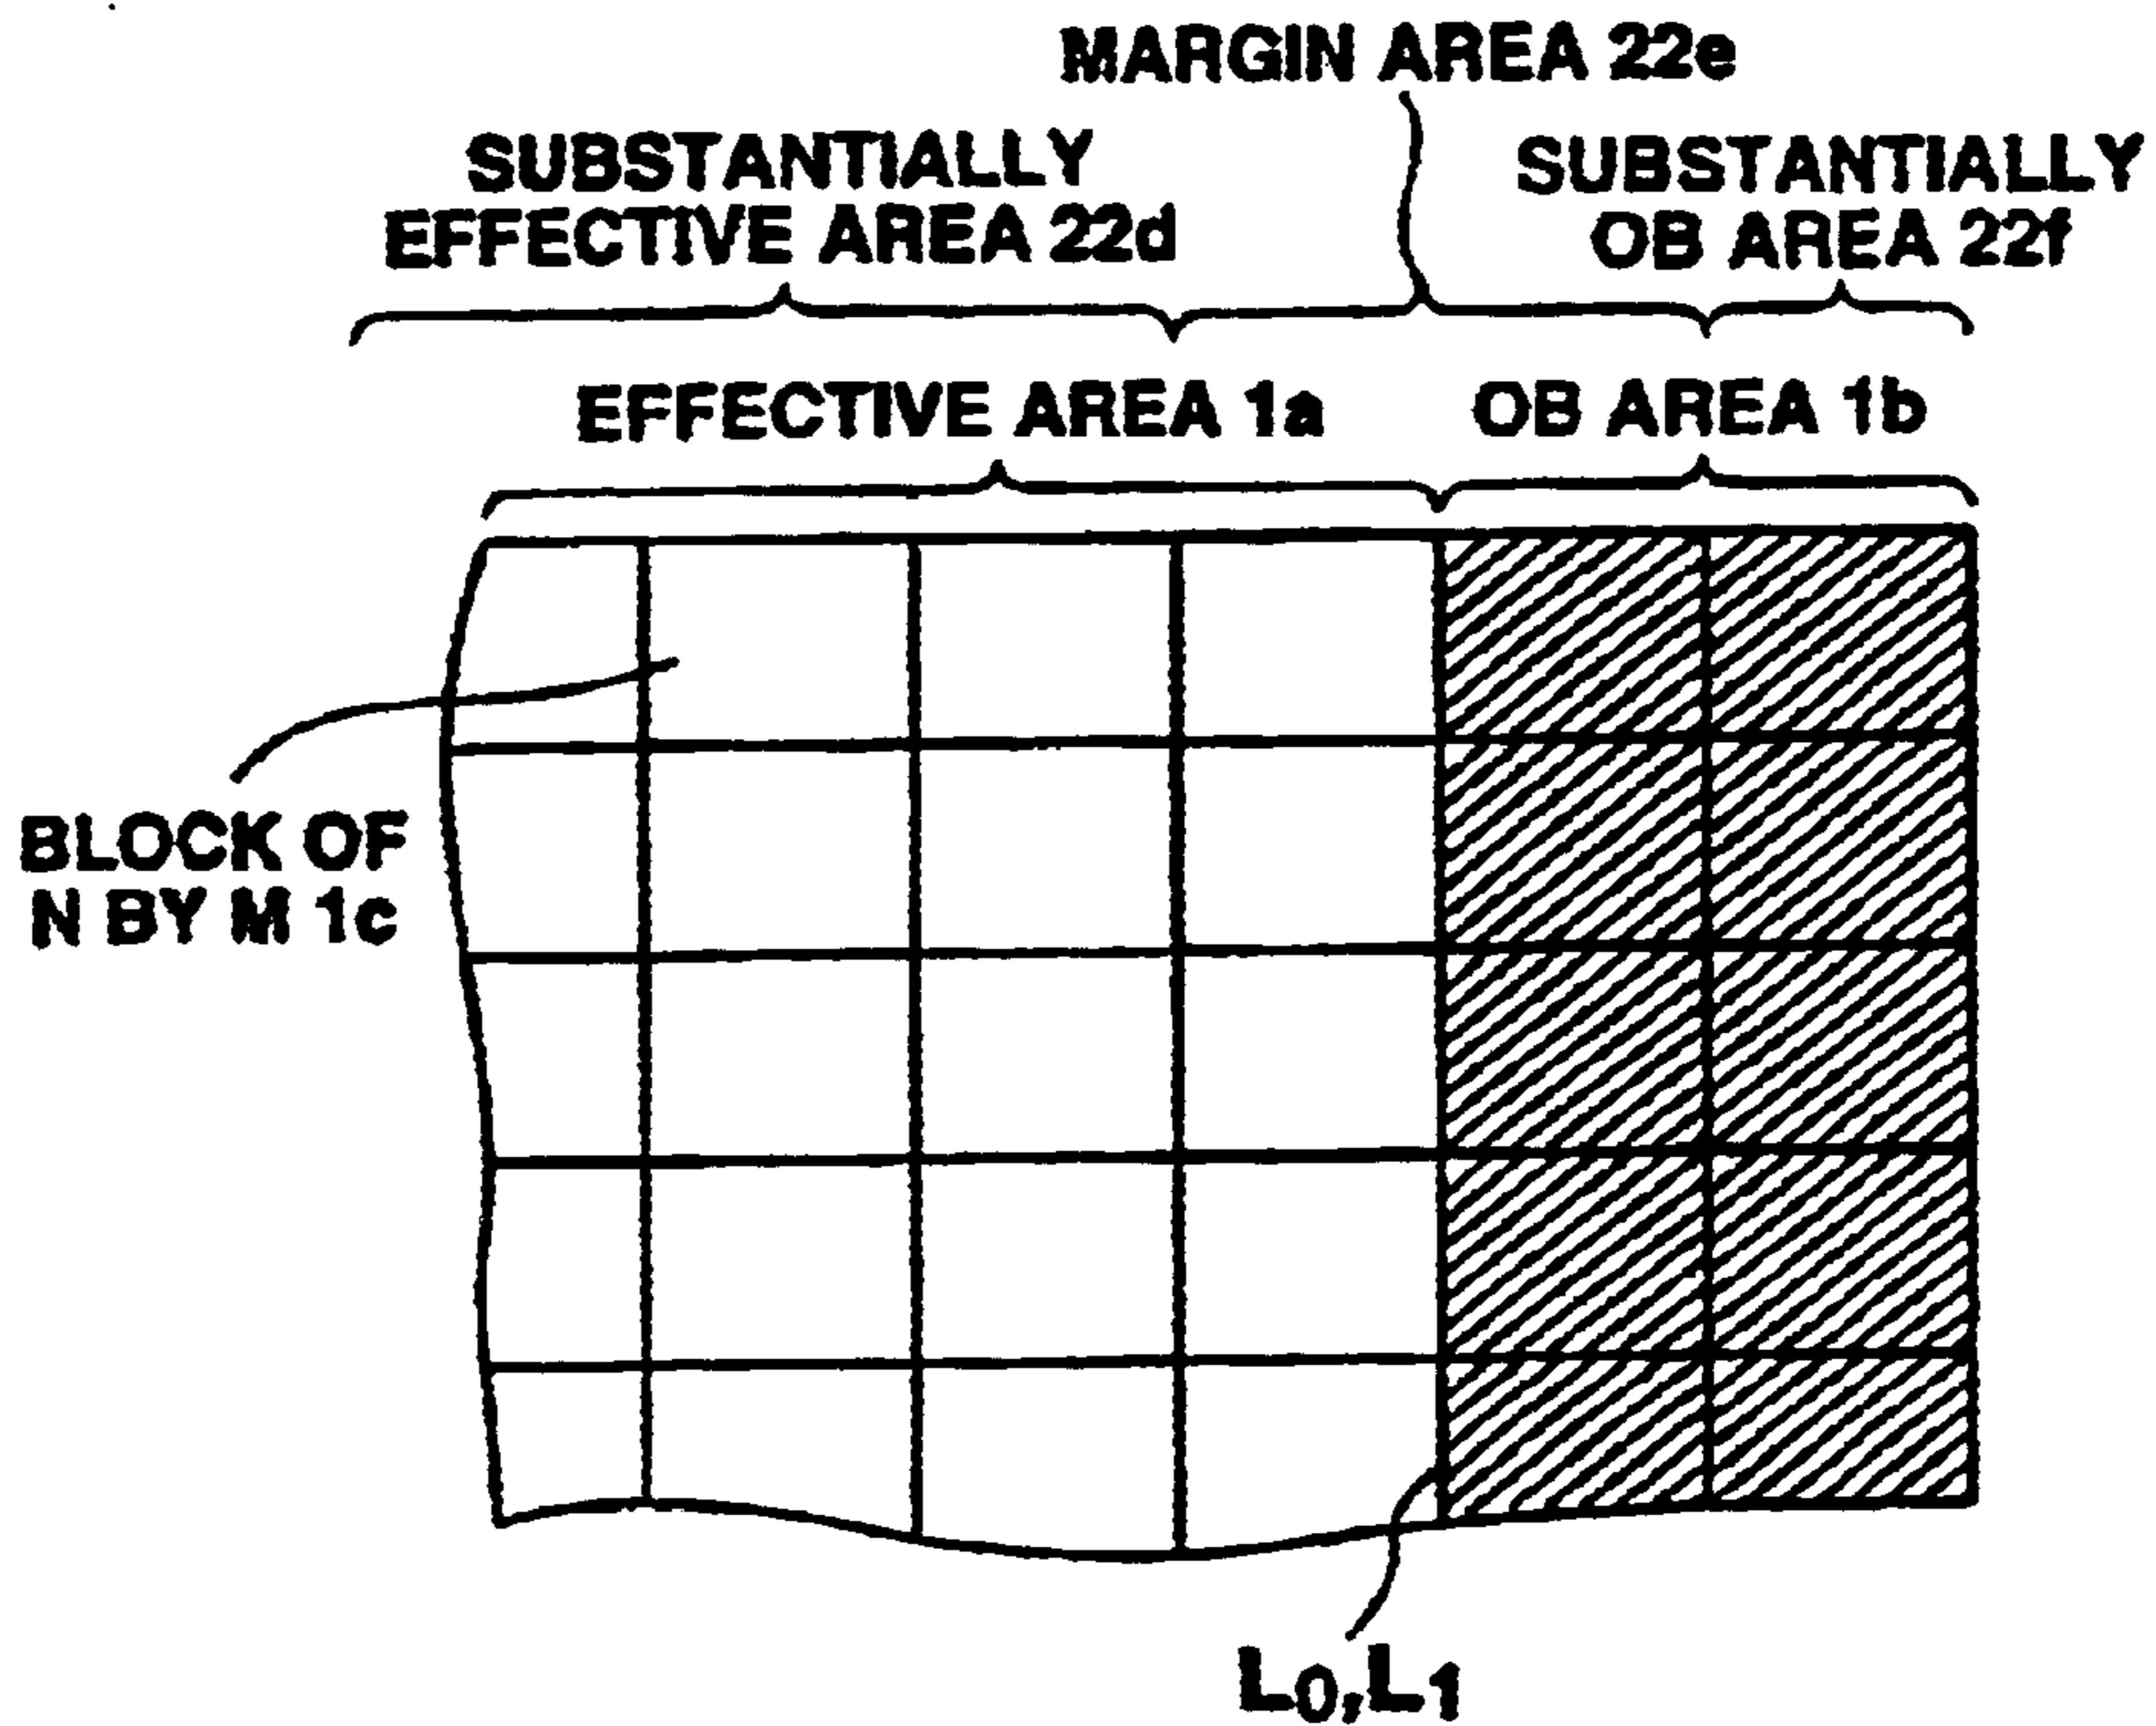 MARGIN AREA 22e
SUBSTANTIALLY
EFFECTIVE AREA 22d
SUBSTANTIALLY
OB AREA 22f
EFFECTIVE AREA 1a
OB AREA 1b
BLOCK OF
N BY M 1c
L0,L1